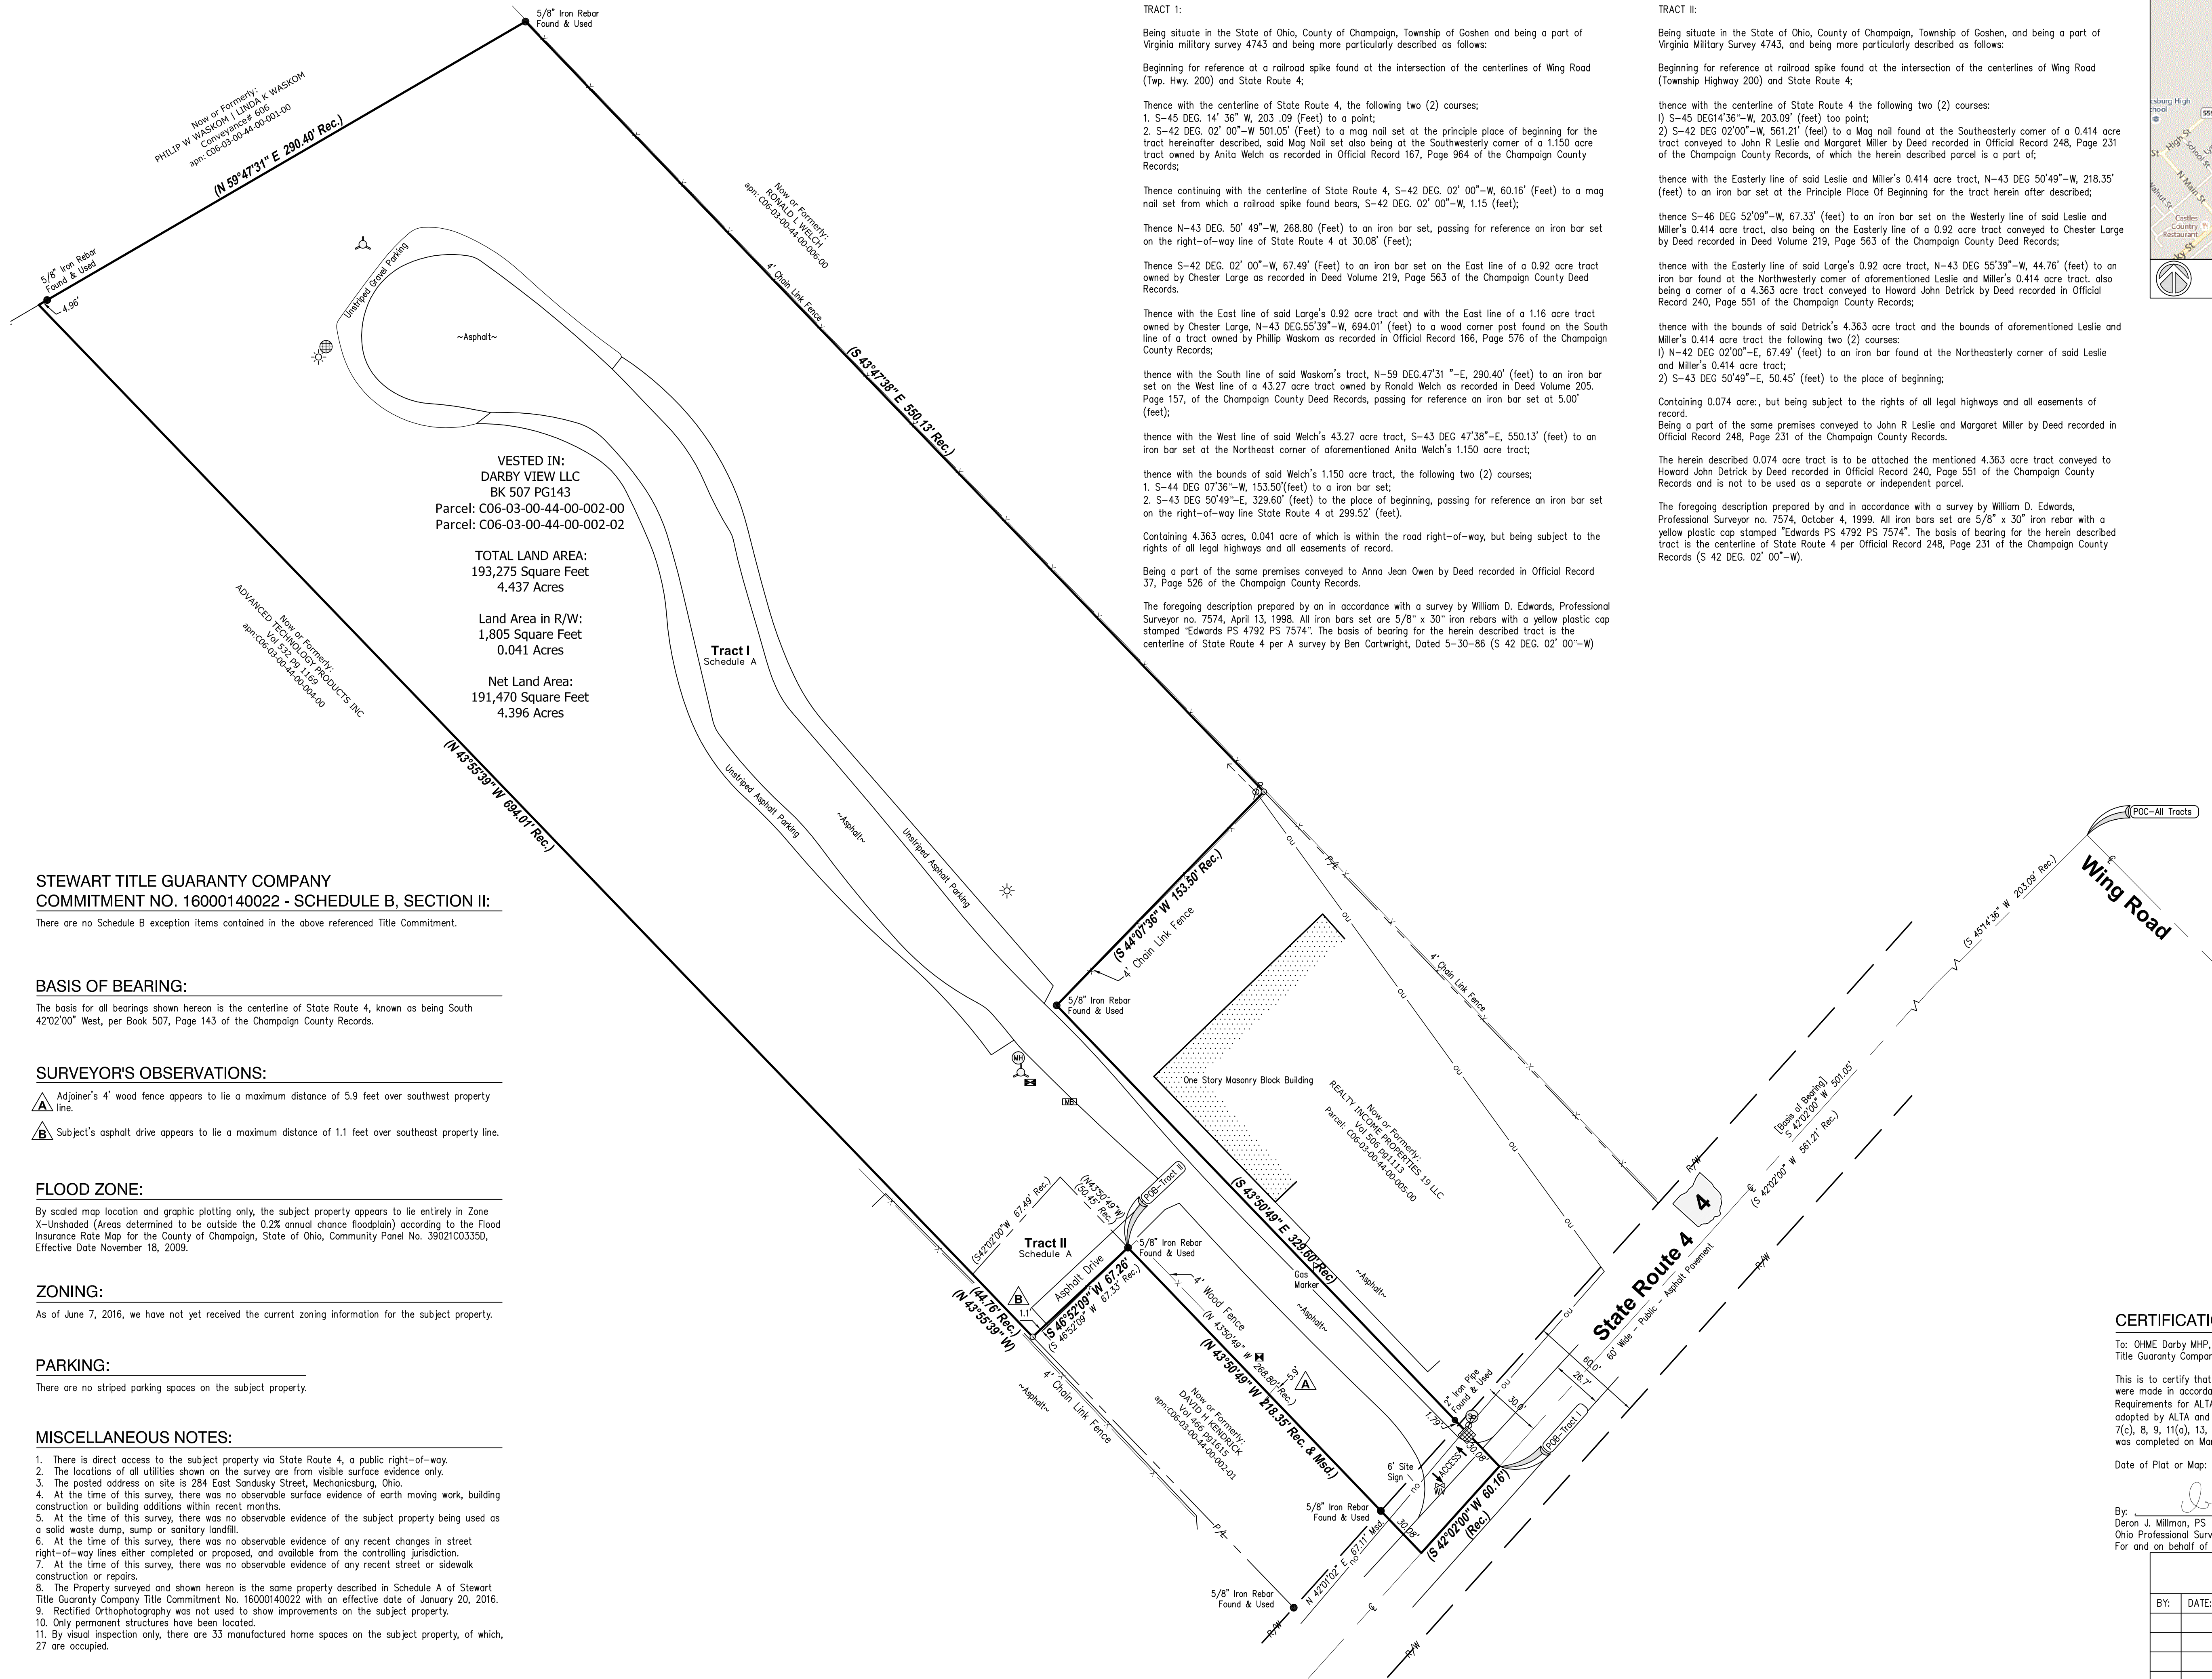 TRACT 1:
Being situate in the State of Ohio, County of Champaign, Township of Goshen and being a part of
Virginia military survey 4743 and being more particularly described as follows:
Beginning for reference at a railroad spike found at the intersection of the centerlines of Wing Road
(Twp. Hwy. 200) and State Route 4;
Thence with the centerline of State Route 4, the following two (2) courses;
1. S-45 DEG. 14' 36" W, 203 .09 (Feet) to a point;
2. S-42 DEG. 02' 00"-W 501.05' (Feet) to a mag nail set at the principle place of beginning for the
tract hereinafter described, said Mag Nail set also being at the Southwesterly corner of a 1.150 acre
tract owned by Anita Welch as recorded in Official Record 167, Page 964 of the Champaign County
Records;
Thence continuing with the centerline of State Route 4, S-42 DEG. 02' 00"-W, 60.16' (Feet) to a mag
nail set from which a railroad spike found bears, S-42 DEG. 02' 00"-W, 1.15 (feet);
Thence N-43 DEG. 50' 49"-W, 268.80 (Feet) to an iron bar set, passing for reference an iron bar set
on the right-of-way line of State Route 4 at 30.08' (Feet);
Thence S-42 DEG. 02' 00"-W, 67.49' (Feet) to an iron bar set on the East line of a 0.92 acre tract
owned by Chester Large as recorded in Deed Volume 219, Page 563 of the Champaign County Deed
Records.
Thence with the East line of said Large's 0.92 acre tract and with the East line of a 1.16 acre tract
owned by Chester Large, N-43 DEG.55'39"-W, 694.01' (feet) to a wood corner post found on the South
line of a tract owned by Phillip Waskom as recorded in Official Record 166, Page 576 of the Champaign
County Records;
thence with the South line of said Waskom's tract, N-59 DEG.47'31 "-E, 290.40' (feet) to an iron bar
set on the West line of a 43.27 acre tract owned by Ronald Welch as recorded in Deed Volume 205.
Page 157, of the Champaign County Deed Records, passing for reference an iron bar set at 5.00'
(feet);
thence with the West line of said Welch's 43.27 acre tract, S-43 DEG 47'38"-E, 550.13' (feet) to an
iron bar set at the Northeast corner of aforementioned Anita Welch's 1.150 acre tract;
thence with the bounds of said Welch's 1.150 acre tract, the following two (2) courses;
1. S-44 DEG 07'36"-W, 153.50'(feet) to a iron bar set;
2. S-43 DEG 50'49"-E, 329.60' (feet) to the place of beginning, passing for reference an iron bar set
on the right-of-way line State Route 4 at 299.52' (feet).
Containing 4.363 acres, 0.041 acre of which is within the road right-of-way, but being subject to the
rights of all legal highways and all easements of record.
Being a part of the same premises conveyed to Anna Jean Owen by Deed recorded in Official Record
37, Page 526 of the Champaign County Records.
The foregoing description prepared by an in accordance with a survey by William D. Edwards, Professional
Surveyor no. 7574, April 13, 1998. All iron bars set are 5/8" x 30" iron rebars with a yellow plastic cap
stamped "Edwards PS 4792 PS 7574". The basis of bearing for the herein described tract is the
centerline of State Route 4 per A survey by Ben Cartwright, Dated 5-30-86 (S 42 DEG. 02' 00"-W)
TRACT II:
Being situate in the State of Ohio, County of Champaign, Township of Goshen, and being a part of
Virginia Military Survey 4743, and being more particularly described as follows:
Beginning for reference at railroad spike found at the intersection of the centerlines of Wing Road
(Township Highway 200) and State Route 4;
thence with the centerline of State Route 4 the following two (2) courses:
I) S-45 DEG14'36"-W, 203.09' (feet) too point;
2) S-42 DEG 02'00"-W, 561.21' (feel) to a Mag nail found at the Southeasterly corner of a 0.414 acre
tract conveyed to John R Leslie and Margaret Miller by Deed recorded in Official Record 248, Page 231
of the Champaign County Records, of which the herein described parcel is a part of;
thence with the Easterly line of said Leslie and Miller's 0.414 acre tract, N-43 DEG 50'49"-W, 218.35'
(feet) to an iron bar set at the Principle Place Of Beginning for the tract herein after described;
thence S-46 DEG 52'09"-W, 67.33' (feet) to an iron bar set on the Westerly line of said Leslie and
Miller's 0.414 acre tract, also being on the Easterly line of a 0.92 acre tract conveyed to Chester Large
by Deed recorded in Deed Volume 219, Page 563 of the Champaign County Deed Records;
thence with the Easterly line of said Large's 0.92 acre tract, N-43 DEG 55'39"-W, 44.76' (feet) to an
iron bar found at the Northwesterly corner of aforementioned Leslie and Miller's 0.414 acre tract. also
being a corner of a 4.363 acre tract conveyed to Howard John Detrick by Deed recorded in Official
Record 240, Page 551 of the Champaign County Records;
thence with the bounds of said Detrick's 4.363 acre tract and the bounds of aforementioned Leslie and
Miller's 0.414 acre tract the following two (2) courses:
I) N-42 DEG 02'00"-E, 67.49' (feet) to an iron bar found at the Northeasterly corner of said Leslie
and Miller's 0.414 acre tract;
2) S-43 DEG 50'49"-E, 50.45' (feet) to the place of beginning;
Containing 0.074 acre:, but being subject to the rights of all legal highways and all easements of
record.
Being a part of the same premises conveyed to John R Leslie and Margaret Miller by Deed recorded in
Official Record 248, Page 231 of the Champaign County Records.
The herein described 0.074 acre tract is to be attached the mentioned 4.363 acre tract conveyed to
Howard John Detrick by Deed recorded in Official Record 240, Page 551 of the Champaign County
Records and is not to be used as a separate or independent parcel.
The foregoing description prepared by and in accordance with a survey by William D. Edwards,
Professional Surveyor no. 7574, October 4, 1999. All iron bars set are 5/8" x 30" iron rebar with a
yellow plastic cap stamped "Edwards PS 4792 PS 7574". The basis of bearing for the herein described
tract is the centerline of State Route 4 per Official Record 248, Page 231 of the Champaign County
Records (S 42 DEG. 02' 00"-W).
sburg High
hool
High St
School St
N Main St
Castles
Country
Restaurant
ky St
5/8" Iron Rebar
Found & Used
Now or Formerly:
PHILIP W WASKOM | LINDA K WASKOM
Conveyance# 606
apn: C06-03-00-44-00-001-00
(N 59°47'31" E 290.40' Rec.)
5/8" Iron Rebar
Found & Used
4.96'
Unstriped Gravel Parking
~Asphalt~
Now or Formerly:
RONALD L WELCH
apn: C06-03-00-44-00-006-00
4' Chain Link Fence
(S 43°47'38" E 550.13' Rec.)
VESTED IN:
DARBY VIEW LLC
BK 507 PG143
Parcel: C06-03-00-44-00-002-00
Parcel: C06-03-00-44-00-002-02
TOTAL LAND AREA:
193,275 Square Feet
4.437 Acres
Land Area in R/W:
1,805 Square Feet
0.041 Acres
Net Land Area:
191,470 Square Feet
4.396 Acres
Tract I
Schedule A
Now or Formerly:
ADVANCED TECHNOLOGY PRODUCTS INC
Vol 532 pg 1169
apn:C06-03-00-44-00-004-00
(N 43°55'39" W 694.01' Rec.)
Unstriped Asphalt Parking
~Asphalt~
Unstriped Asphalt Parking
(S 44°07'36" W 153.50' Rec.)
4' Chain Link Fence
5/8" Iron Rebar
Found & Used
4' Chain Link Fence
One Story Masonry Block Building
Now or Formerly:
REALTY INCOME PROPERTIES 19 LLC
Vol 506 pg1113
Parcel: C06-03-00-44-00-005-00
MH
(S 43°50'49" E 329.60' Rec)
Gas
Marker
~Asphalt~
~Asphalt~
POB-Tract II
(N43°50'49"W)
(50.45' Rec.)
(S42°02'00"W 67.49' Rec.)
Tract II
Schedule A
Asphalt Drive
B
1.1'
(S 46°52'09" W 67.26'
(S 46°52'09" W 67.33' Rec.)
(44.76' Rec.)
(N 43°55'39" W)
5/8" Iron Rebar
Found & Used
4' Wood Fence
(N 43°50'49" W 268.80' Rec.)
(N 43°50'49" W 218.35' Rec. & Msd.)
5.9'
A
4' Chain Link Fence
~Asphalt~
Now or Formerly:
DAVID H KENDRICK
Vol 466 pg1615
apn:C06-03-00-44-00-002-01
2" Iron Pipe
Found & Used
1.79'
6' Site
Sign
ACCESS
WV
30.08'
30.0'
60.0'
26.7'
POB-Tract I
5/8" Iron Rebar
Found & Used
30.08'
(S 42°02'00" W 60.16')
(Rec.)
N 42°01'02" E 67.11' Msd.
5/8" Iron Rebar
Found & Used
R/W
R/W
R/W
R/W
State Route 4
4
60' Wide - Public - Asphalt Pavement
[Basis of Bearing]
S 42°02'00" W 501.05'
(S 42°02'00" W 561.21' Rec.)
(S 45°14'36" W 203.09' Rec.)
POC-All Tracts
Wing Road
STEWART TITLE GUARANTY COMPANY
COMMITMENT NO. 16000140022 - SCHEDULE B, SECTION II:
There are no Schedule B exception items contained in the above referenced Title Commitment.
BASIS OF BEARING:
The basis for all bearings shown hereon is the centerline of State Route 4, known as being South
42°02'00" West, per Book 507, Page 143 of the Champaign County Records.
SURVEYOR'S OBSERVATIONS:
A Adjoiner's 4' wood fence appears to lie a maximum distance of 5.9 feet over southwest property
line.
B Subject's asphalt drive appears to lie a maximum distance of 1.1 feet over southeast property line.
FLOOD ZONE:
By scaled map location and graphic plotting only, the subject property appears to lie entirely in Zone
X-Unshaded (Areas determined to be outside the 0.2% annual chance floodplain) according to the Flood
Insurance Rate Map for the County of Champaign, State of Ohio, Community Panel No. 39021C0335D,
Effective Date November 18, 2009.
ZONING:
As of June 7, 2016, we have not yet received the current zoning information for the subject property.
PARKING:
There are no striped parking spaces on the subject property.
MISCELLANEOUS NOTES:
1. There is direct access to the subject property via State Route 4, a public right-of-way.
2. The locations of all utilities shown on the survey are from visible surface evidence only.
3. The posted address on site is 284 East Sandusky Street, Mechanicsburg, Ohio.
4. At the time of this survey, there was no observable surface evidence of earth moving work, building
construction or building additions within recent months.
5. At the time of this survey, there was no observable evidence of the subject property being used as
a solid waste dump, sump or sanitary landfill.
6. At the time of this survey, there was no observable evidence of any recent changes in street
right-of-way lines either completed or proposed, and available from the controlling jurisdiction.
7. At the time of this survey, there was no observable evidence of any recent street or sidewalk
construction or repairs.
8. The Property surveyed and shown hereon is the same property described in Schedule A of Stewart
Title Guaranty Company Title Commitment No. 16000140022 with an effective date of January 20, 2016.
9. Rectified Orthophotography was not used to show improvements on the subject property.
10. Only permanent structures have been located.
11. By visual inspection only, there are 33 manufactured home spaces on the subject property, of which,
27 are occupied.
CERTIFICATI
To: OHME Darby MHP,
Title Guaranty Compan
This is to certify that
were made in accorda
Requirements for ALTA
adopted by ALTA and
7(c), 8, 9, 11(a), 13,
was completed on Ma
Date of Plat or Map:
By:
Deron J. Millman, PS
Ohio Professional Surv
For and on behalf of
BY: DATE: